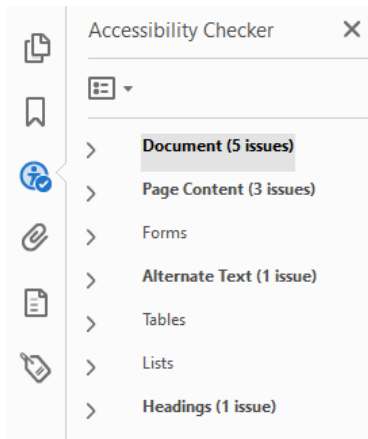 Accessibility Checker
Document (5 issues)
Page Content (3 issues)
Forms
Alternate Text (1 issue)
Tables
Lists
Headings (1 issue)